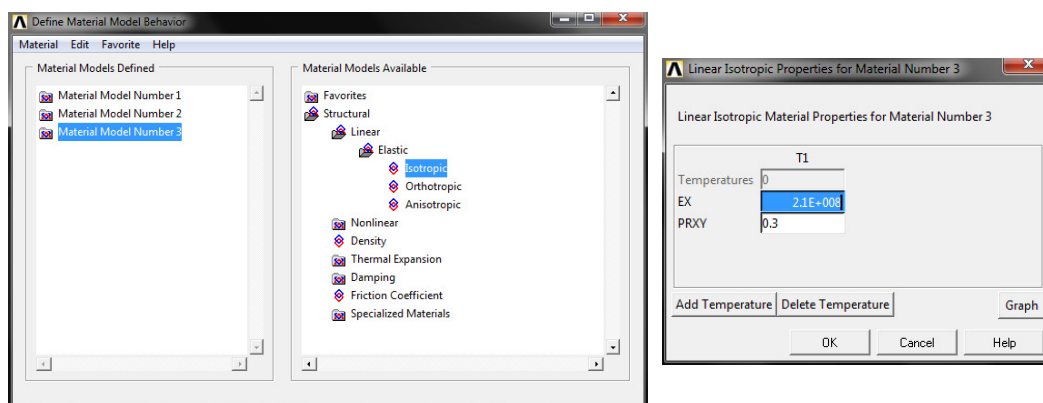 Define Material Model Behavior
Material Edit Favorite Help
Material Models Defined
Material Model Number 1
Material Model Number 2
Material Model Number 3
Material Models Available
Favorites
Structural
Linear
Elastic
Isotropic
Orthotropic
Anisotropic
Nonlinear
Density
Thermal Expansion
Damping
Friction Coefficient
Specialized Materials
Linear Isotropic Properties for Material Number 3
Linear Isotropic Material Properties for Material Number 3
T1
Temperatures 0
EX 2.1E+008
PRXY 0.3
Add Temperature Delete Temperature Graph
OK Cancel Help